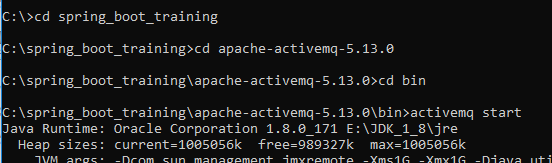 C:\>cd spring_boot_training
C:\spring_boot_training>cd apache-activemq-5.13.0
C:\spring_boot_training\apache-activemq-5.13.0>cd bin
C:\spring_boot_training\apache-activemq-5.13.0\bin>activemq start
Java Runtime: Oracle Corporation 1.8.0_171 E:\JDK_1_8\jre
  Heap sizes: current=1005056k  free=989327k  max=1005056k
    JVM args: -Dcom.sun.management.jmxremote -Xms1G -Xmx1G -Djava.uti